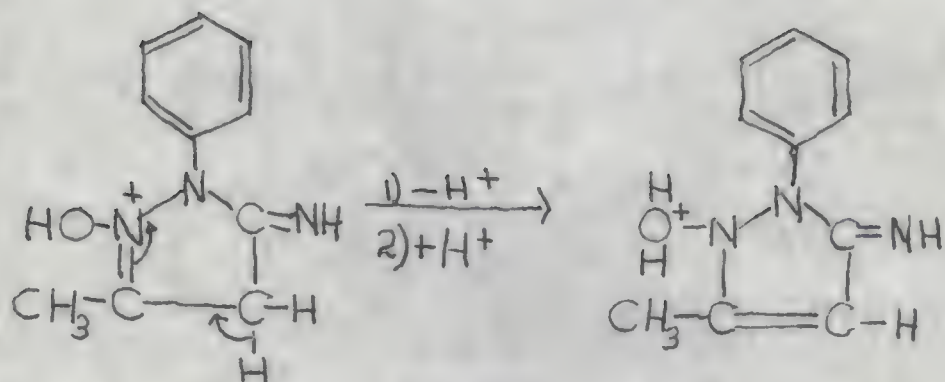 +
N
HO-N C=NH
CH3-C C-H
H
1) -H+
2) +H+
H
O+ - N
H
N
C=NH
CH3-C C-H